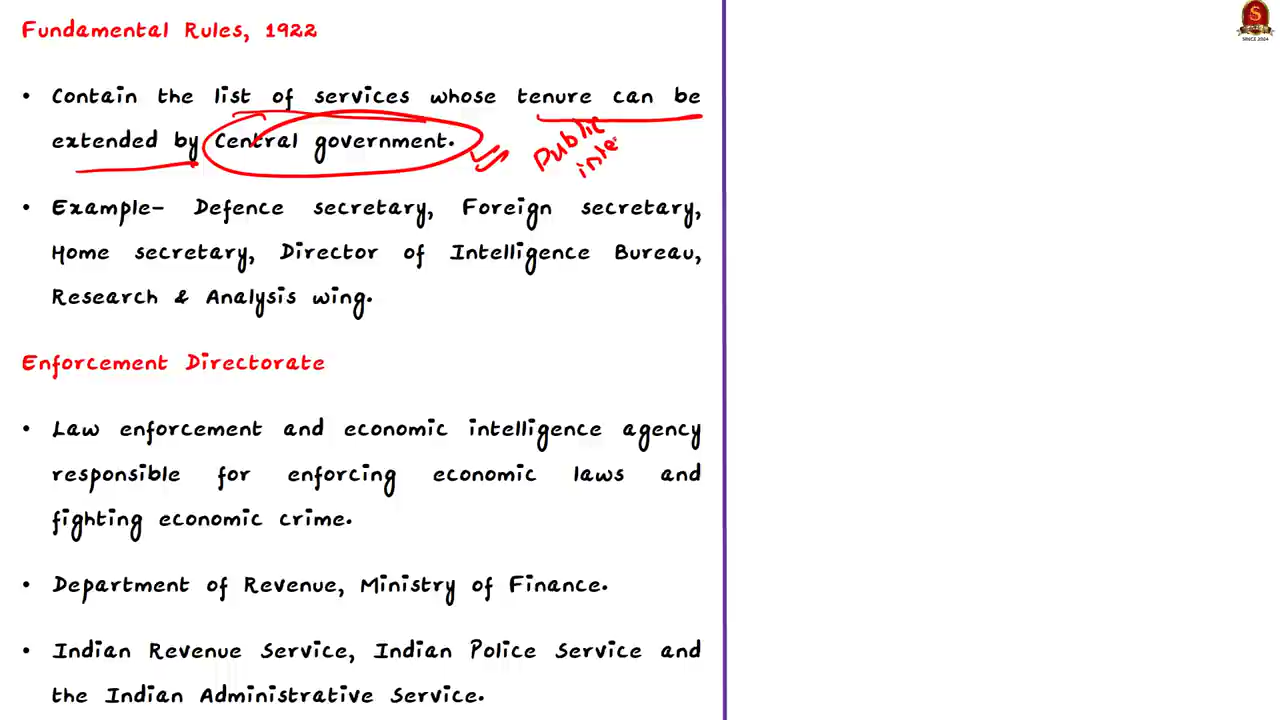 Fundamental Rules, 1922
S
SINCE 2004
• Contain the list of services whose tenure can be
extended by Central government.
Public
inte
• Example- Defence secretary, Foreign secretary,
Home secretary, Director of Intelligence Bureau,
Research & Analysis wing.
Enforcement Directorate
• Law enforcement and economic intelligence agency
responsible for enforcing economic laws and
fighting economic crime.
• Department of Revenue, Ministry of Finance.
• Indian Revenue Service, Indian Police Service and
the Indian Administrative Service.